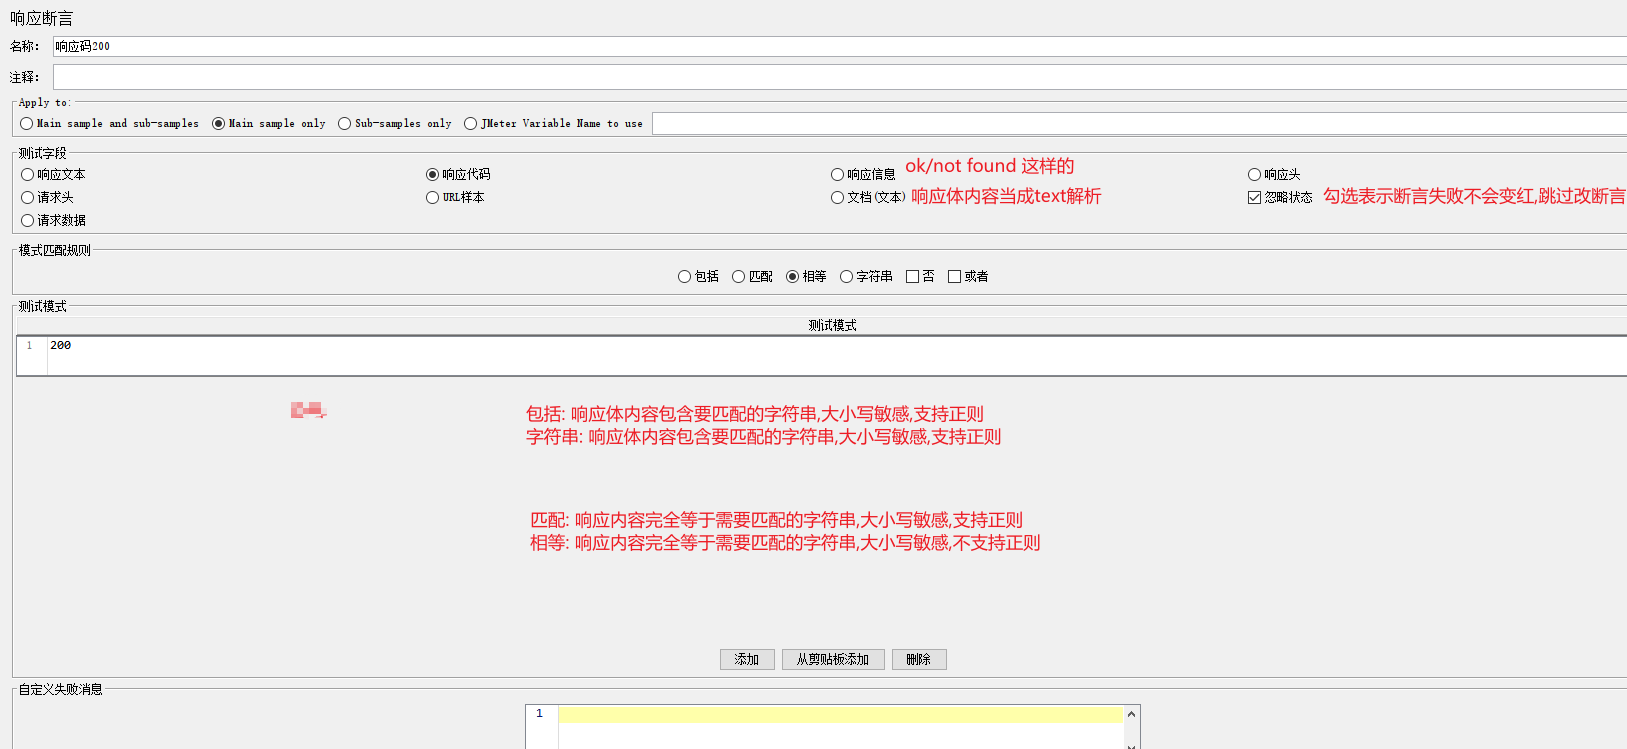 响应断言
名称: 响应码200
注释:
Apply to:
Main sample and sub-samples Main sample only Sub-samples only JMeter Variable Name to use
测试字段
响应文本 响应代码 响应信息 ok/not found 这样的 响应头
请求头 URL样本 文档(文本) 响应体内容当成text解析 忽略状态 勾选表示断言失败不会变红,跳过改断言
请求数据
模式匹配规则
包括 匹配 相等 字符串 否 或者
测试模式
测试模式
1 200
包括: 响应体内容包含要匹配的字符串,大小写敏感,支持正则
字符串: 响应体内容包含要匹配的字符串,大小写敏感,支持正则
匹配: 响应内容完全等于需要匹配的字符串,大小写敏感,支持正则
相等: 响应内容完全等于需要匹配的字符串,大小写敏感,不支持正则
添加 从剪贴板添加 删除
自定义失败消息
1